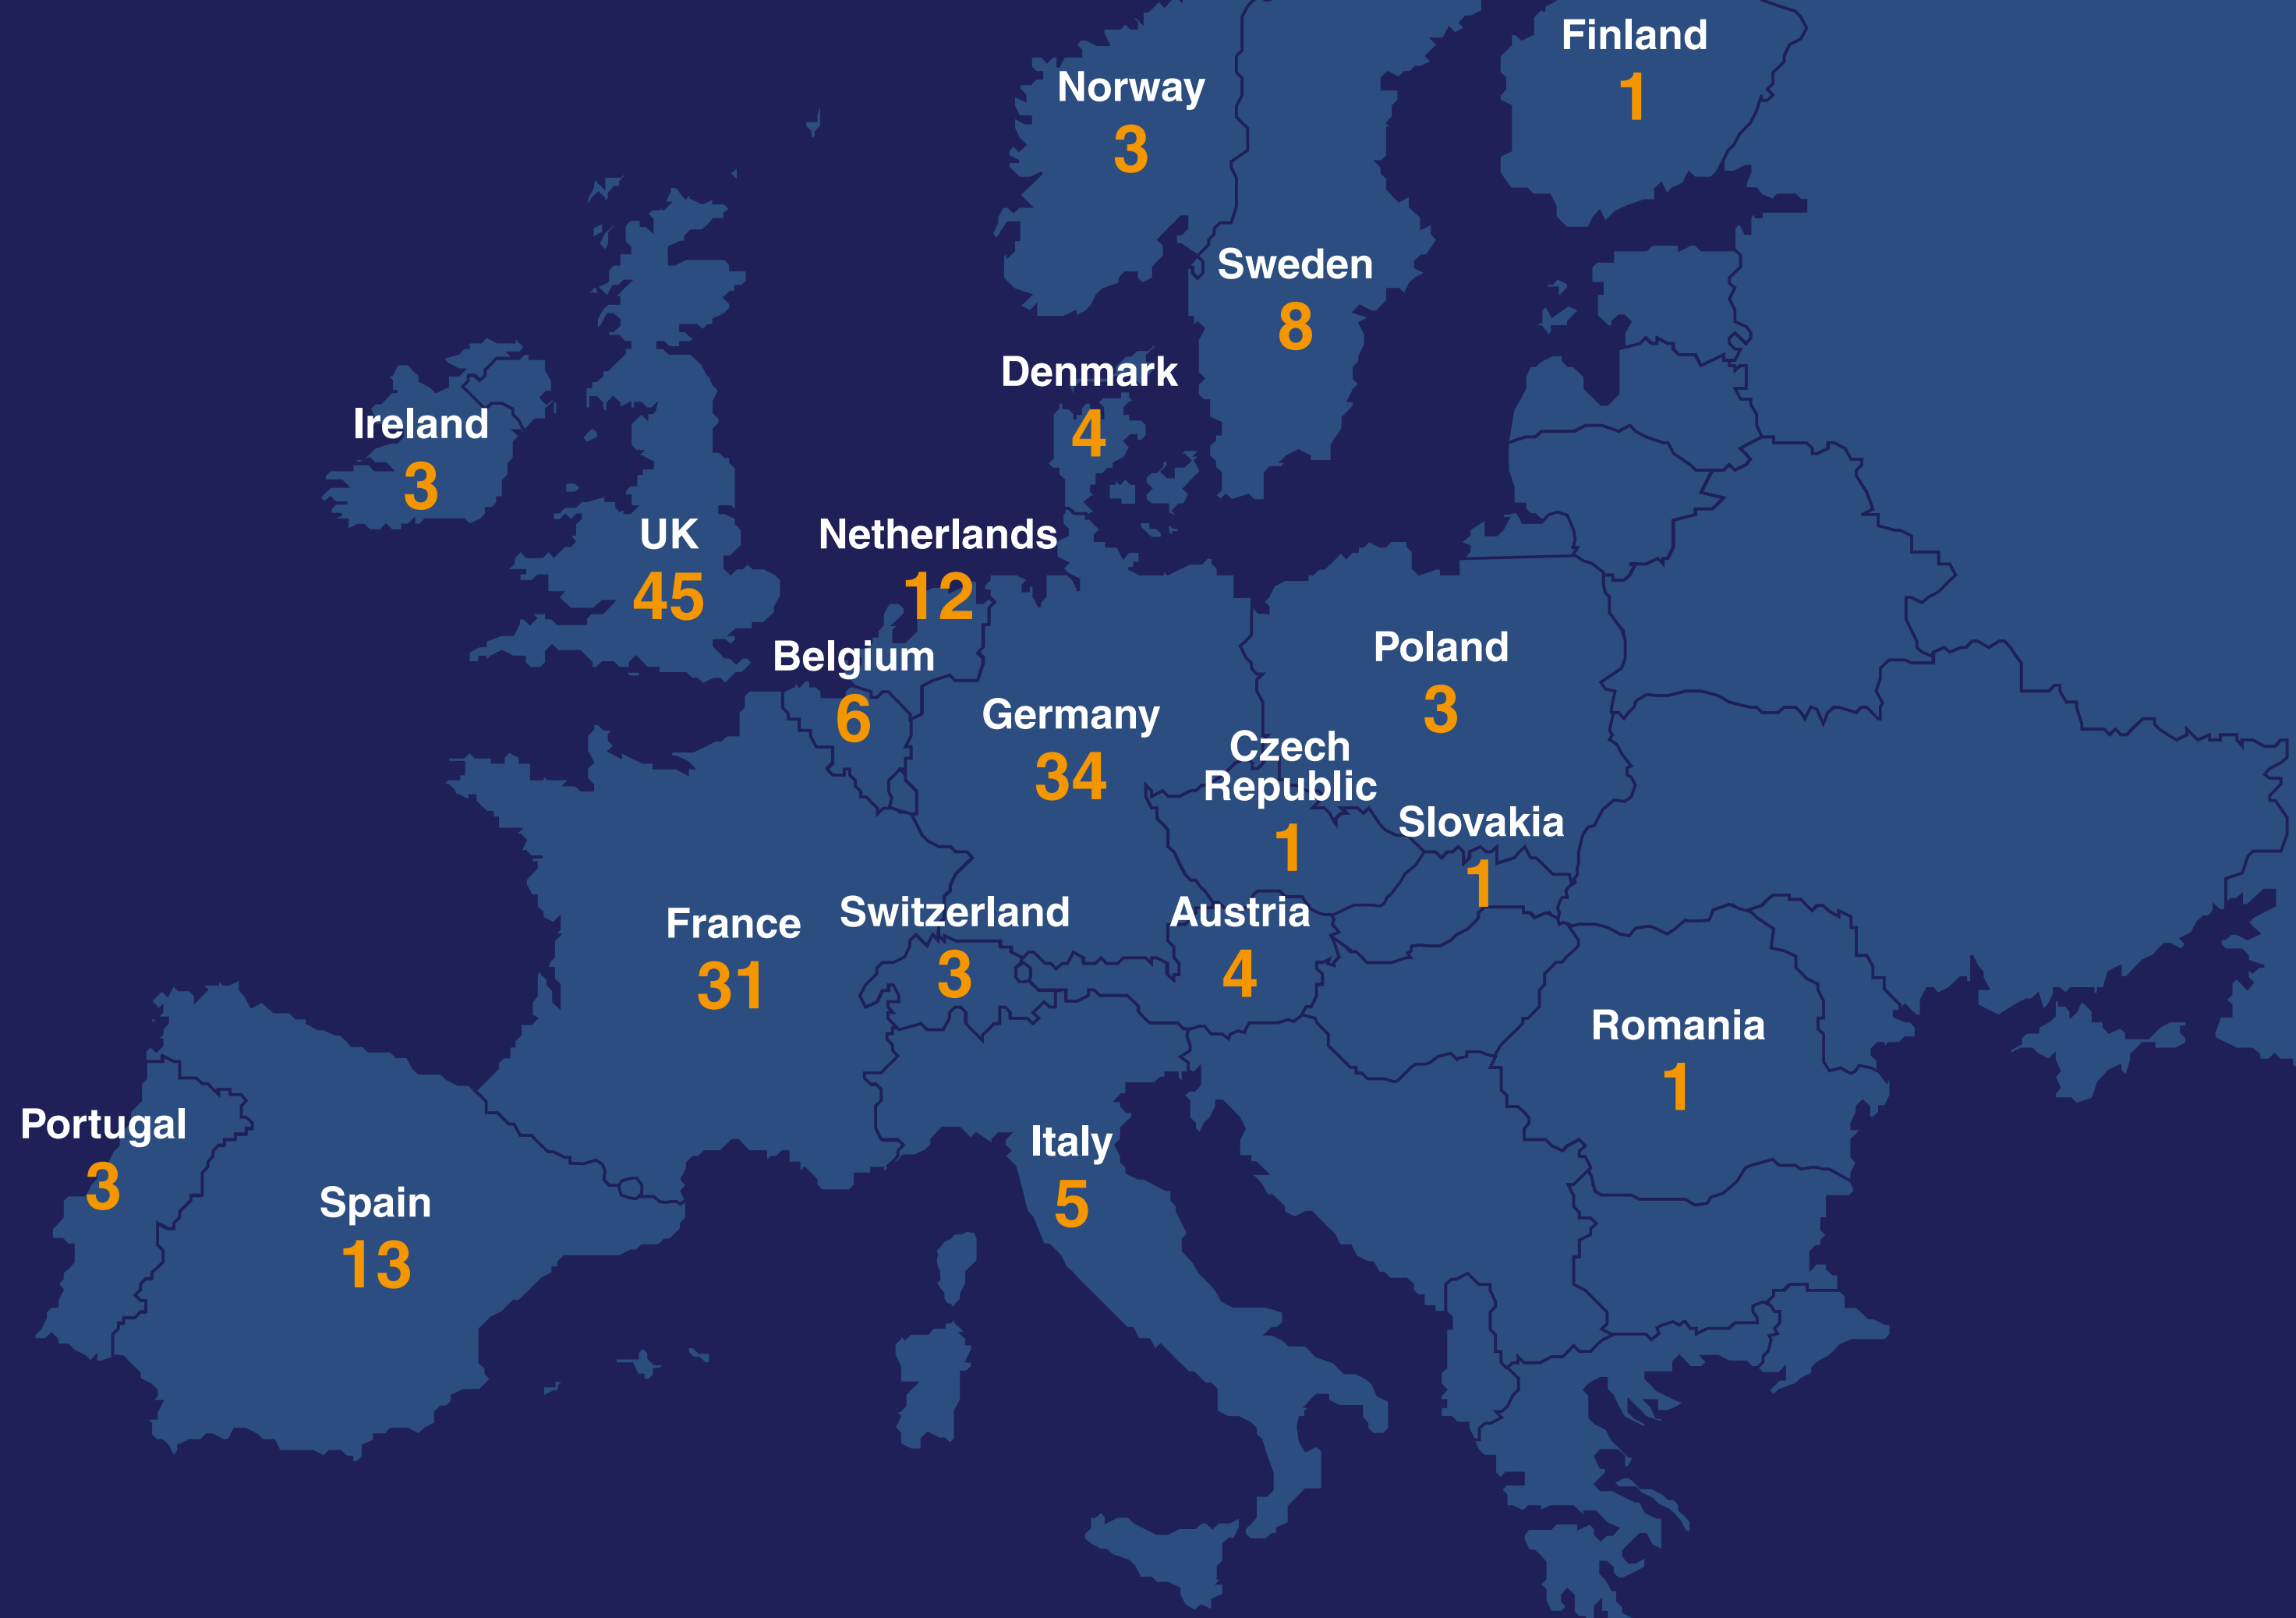 Finland
1
Norway
3
Sweden
8
Denmark
4
Ireland
3
UK
45
Netherlands
12
Belgium
6
Poland
3
Germany
34
Czech
Republic
1
Slovakia
1
France
31
Switzerland
3
Austria
4
Romania
1
Portugal
3
Italy
5
Spain
13